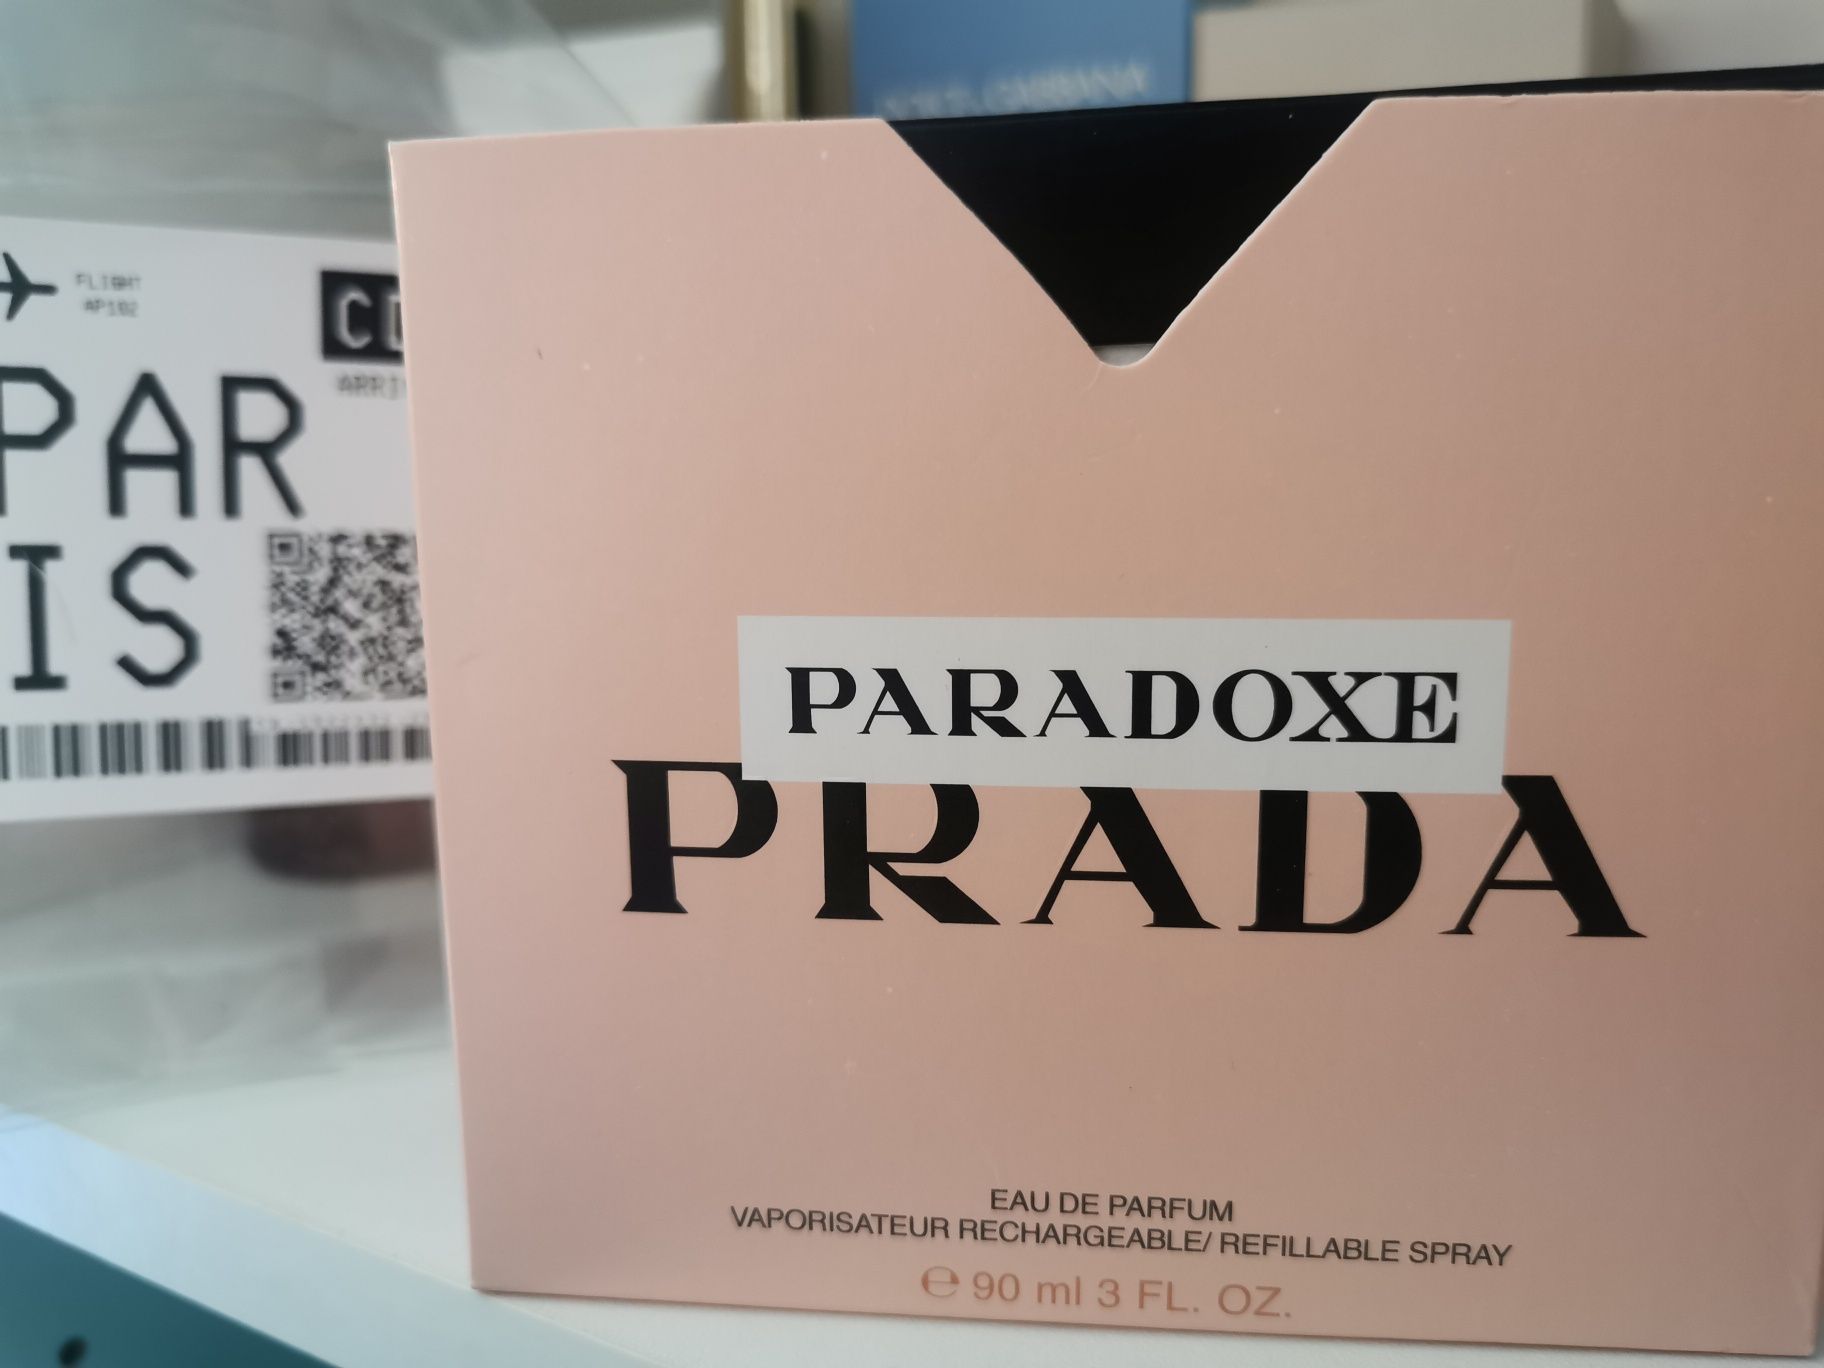 DOLCE & GABBANA
FLIGHT
AP102
PAR
IS
PARADOXE
PRADA
EAU DE PARFUM
VAPORISATEUR RECHARGEABLE/ REFILLABLE SPRAY
e 90 ml 3 FL. OZ.